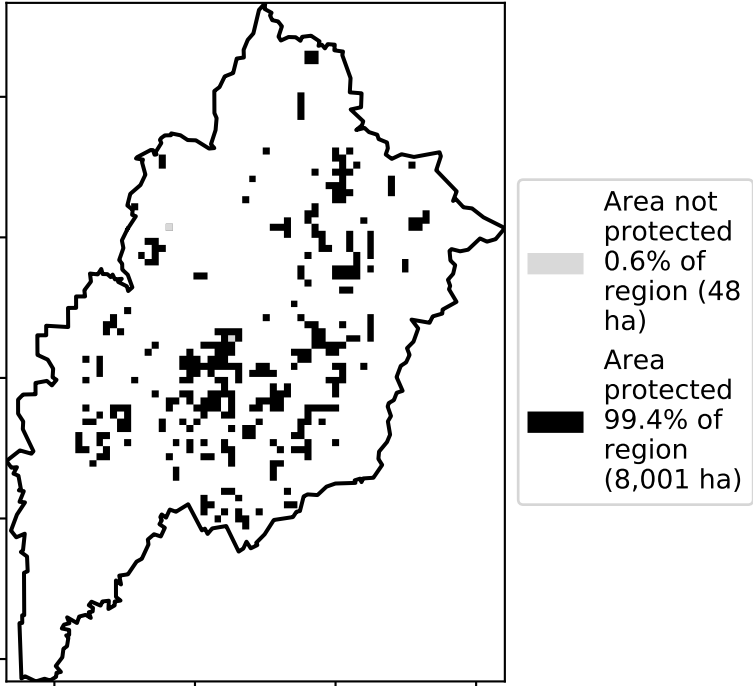 Area not
protected
0.6% of
region (48
ha)
Area
protected
99.4% of
region
(8,001 ha)